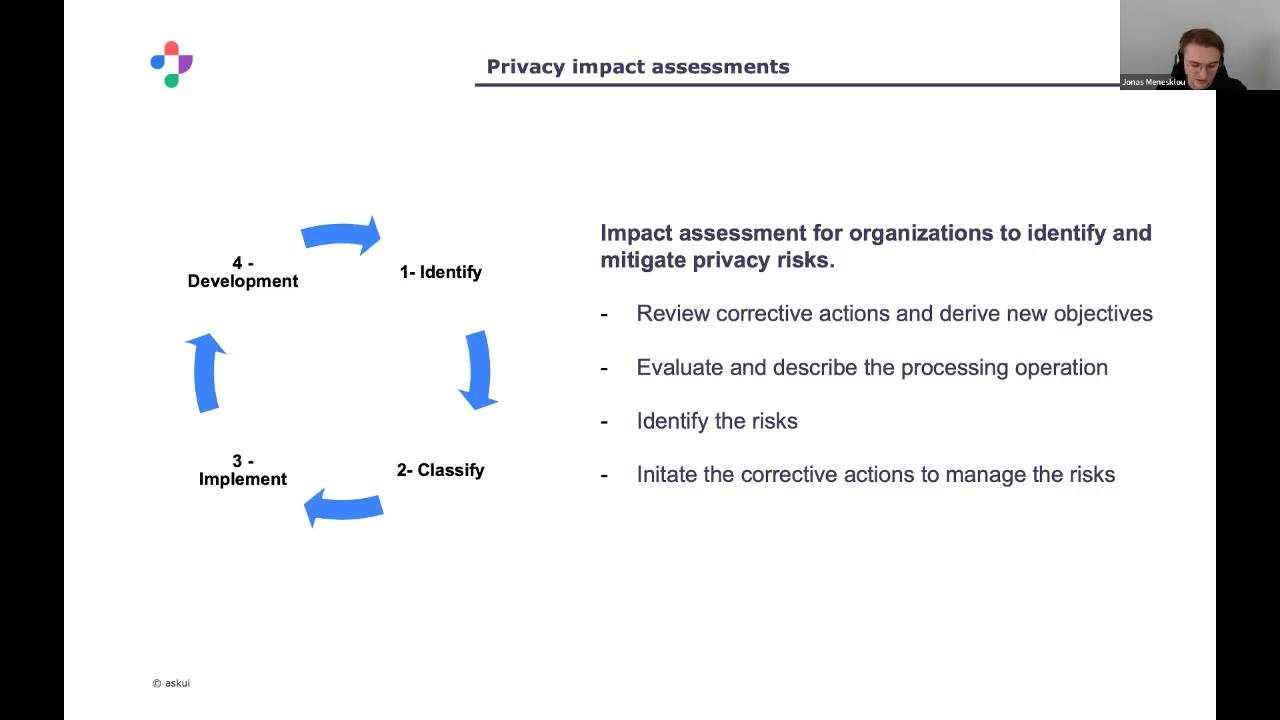 Privacy impact assessments
Jonas Menesklou
4 -
Development
1- Identify
3 -
Implement
2- Classify
Impact assessment for organizations to identify and
mitigate privacy risks.
- Review corrective actions and derive new objectives
- Evaluate and describe the processing operation
- Identify the risks
- Initate the corrective actions to manage the risks
© askui